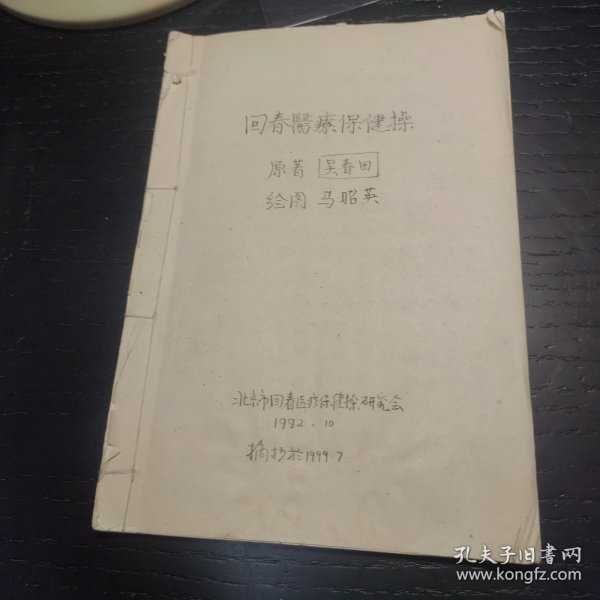 回春醫療保健操
原著 吴春田
绘图 马昭英
北京市回春医疗保健操研究会
1992.10
摘抄於1999.7.
孔夫子旧书网
www.kongfz.com